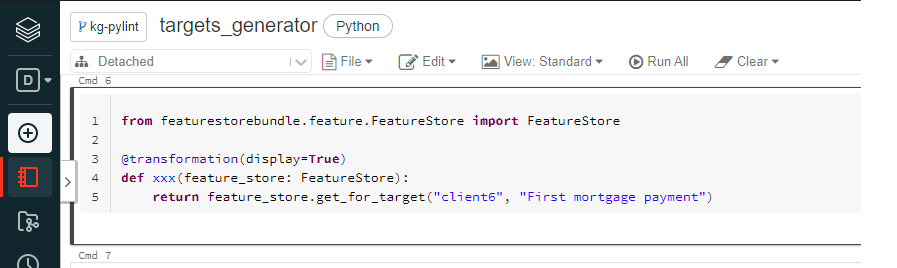 kg-pylint targets_generator Python
Detached File Edit View: Standard Run All Clear
D
Cmd 6
1 from featurestorebundle.feature.FeatureStore import FeatureStore
2
3 @transformation(display=True)
4 def xxx(feature_store: FeatureStore):
5 return feature_store.get_for_target("client6", "First mortgage payment")
Cmd 7